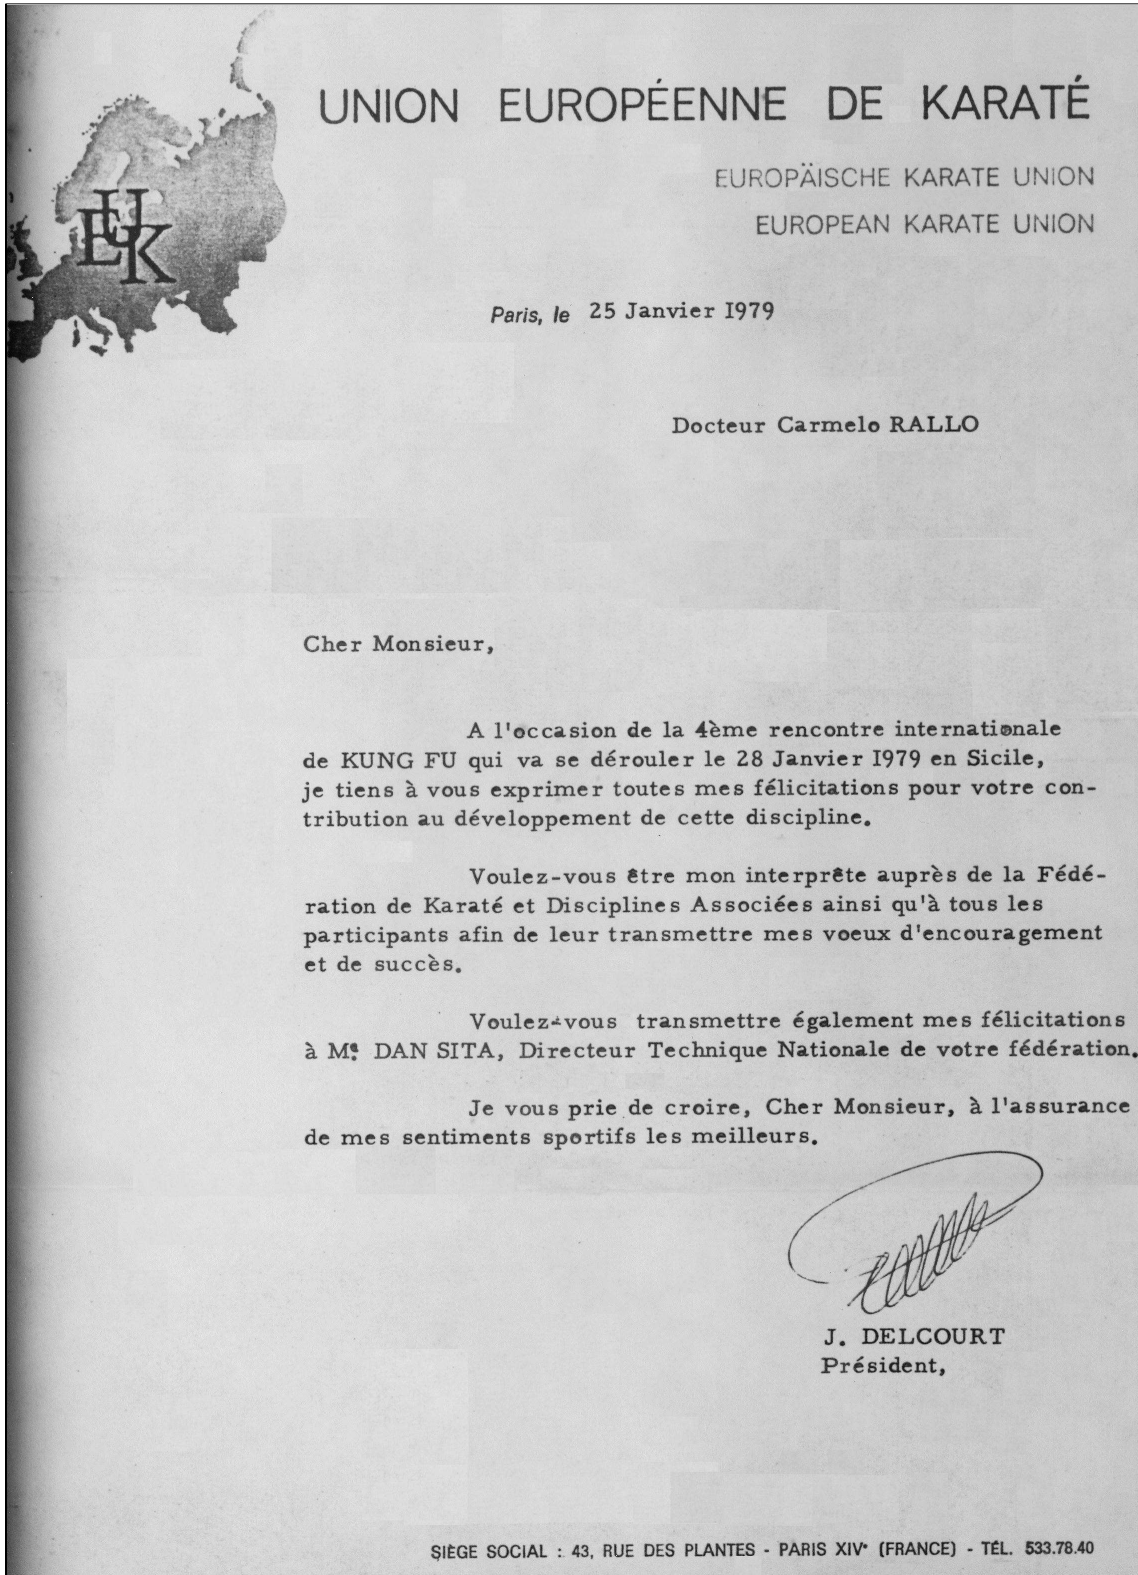 UNION EUROPÉENNE DE KARATÉ
EUROPÄISCHE KARATE UNION
EUROPEAN KARATE UNION
EUK
Paris, le 25 Janvier I979
Docteur Carmelo RALLO
Cher Monsieur,
A l'occasion de la 4ème rencontre internationale
de KUNG FU qui va se dérouler le 28 Janvier I979 en Sicile,
je tiens à vous exprimer toutes mes félicitations pour votre con-
tribution au développement de cette discipline.
Voulez-vous être mon interprête auprès de la Fédé-
ration de Karaté et Disciplines Associées ainsi qu'à tous les
participants afin de leur transmettre mes voeux d'encouragement
et de succès.
Voulez-vous transmettre également mes félicitations
à Me. DAN SITA, Directeur Technique Nationale de votre fédération.
Je vous prie de croire, Cher Monsieur, à l'assurance
de mes sentiments sportifs les meilleurs.
J. DELCOURT
Président,
SIÈGE SOCIAL : 43, RUE DES PLANTES - PARIS XIVe (FRANCE) - TÉL. 533.78.40